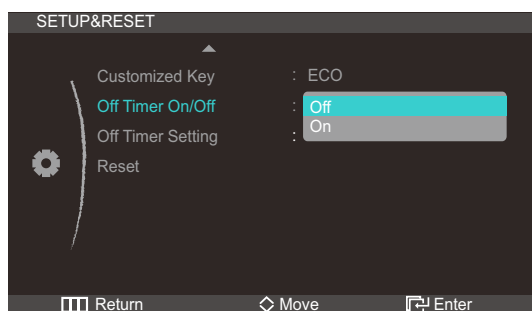 SETUP&RESET
Customized Key : ECO
Off Timer On/Off : Off
On
Off Timer Setting :
Reset
Return Move Enter